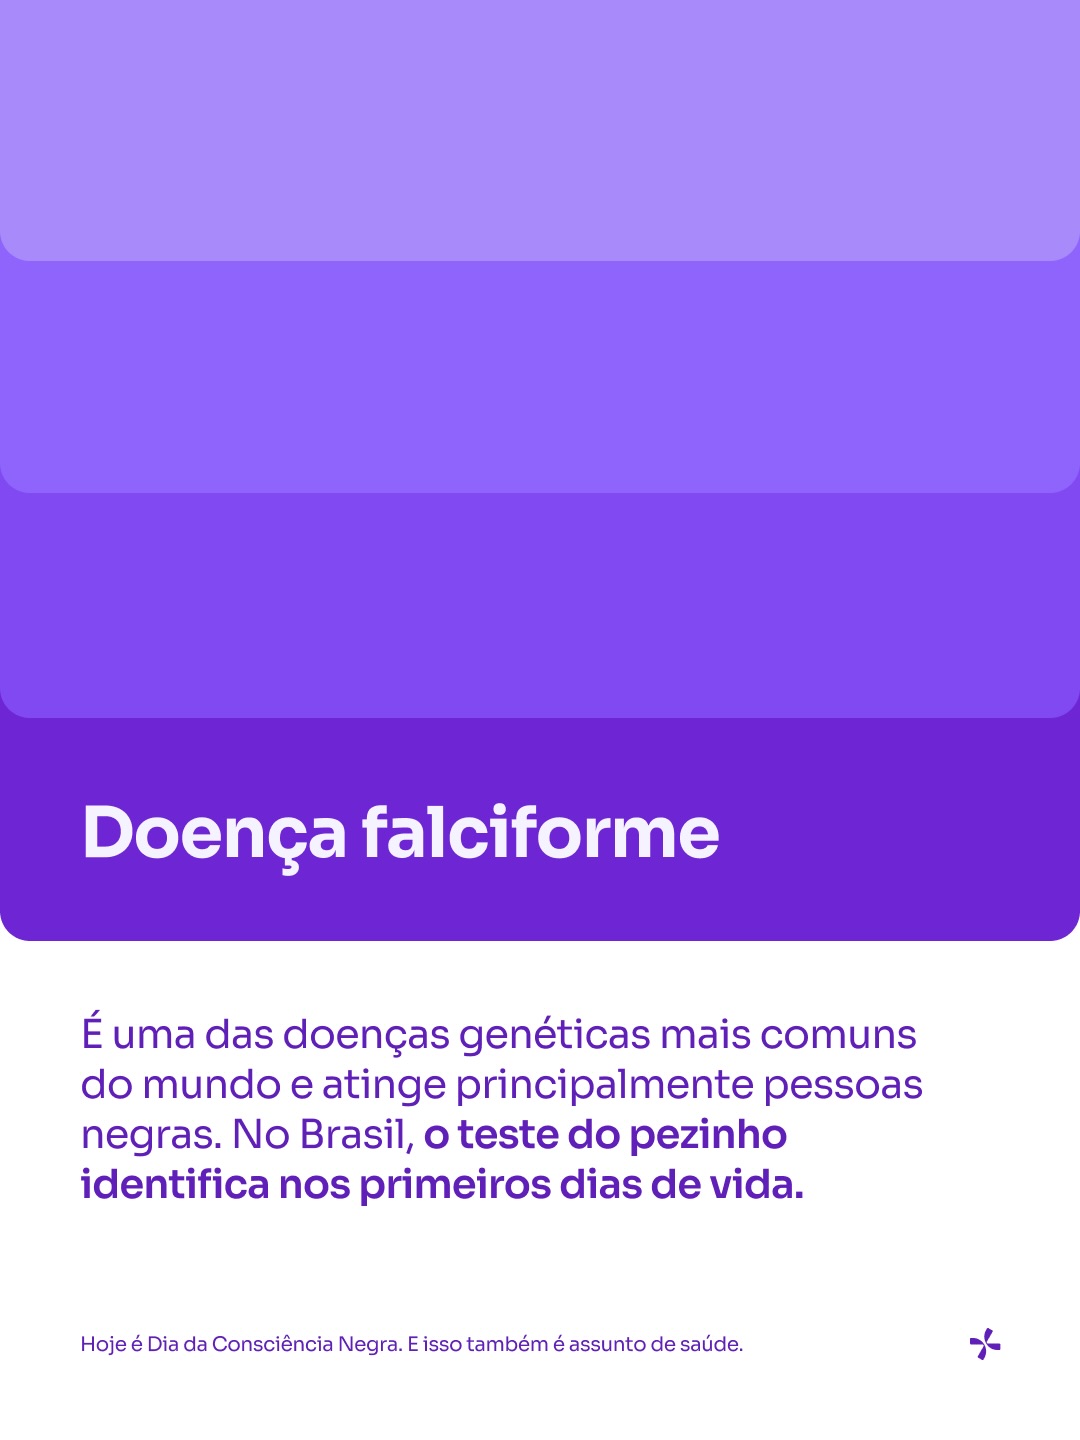 Doença falciforme
É uma das doenças genéticas mais comuns
do mundo e atinge principalmente pessoas
negras. No Brasil, o teste do pezinho
identifica nos primeiros dias de vida.
Hoje é Dia da Consciência Negra. E isso também é assunto de saúde.